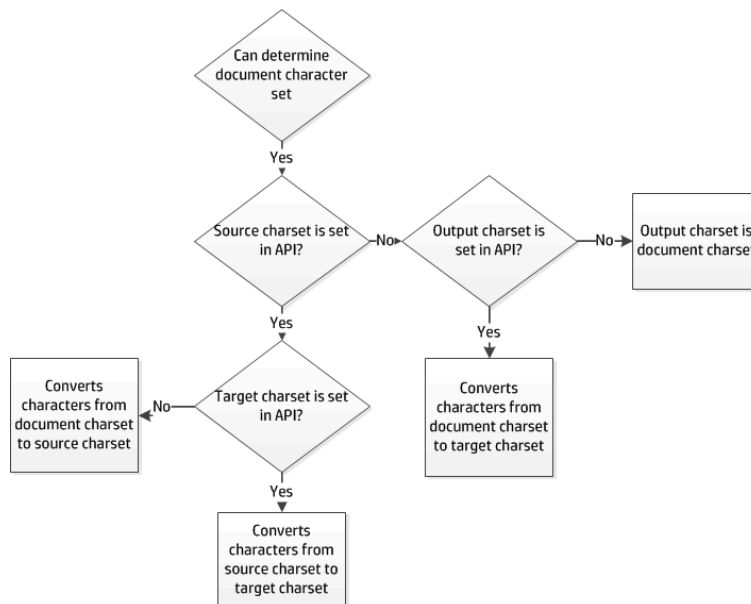 Can determine
document character
set
Yes
Source charset is set
in API?
No
Output charset is
set in API?
No
Output charset is
document charset
Yes
Yes
Target charset is set
in API?
No
Converts
characters from
document charset
to source charset
Converts
characters from
document charset
to target charset
Yes
Converts
characters from
source charset to
target charset